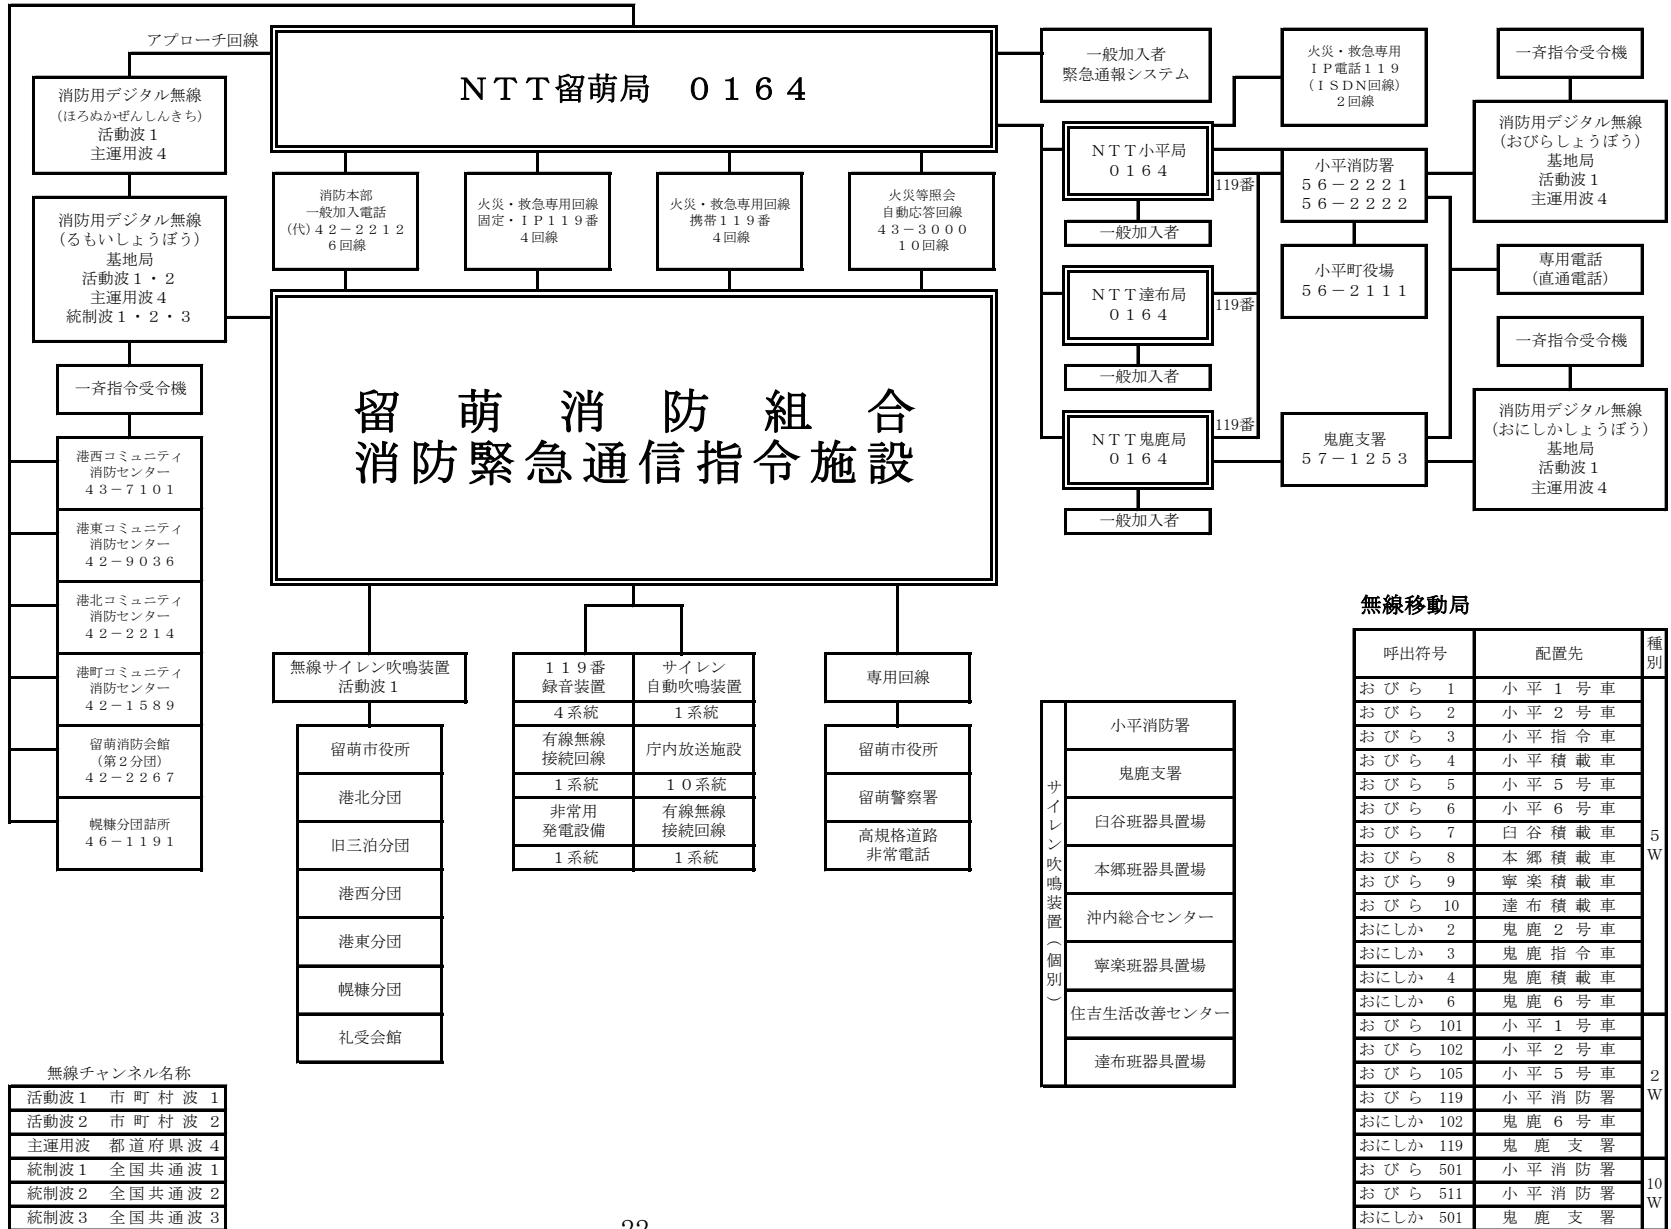 アプローチ回線
NTT留萌局 0164
消防用デジタル無線
(ほろぬかぜんしんきち)
活動波1
主運用波4
消防用デジタル無線
(るもいしょうぼう)
基地局
活動波1・2
主運用波4
統制波1・2・3
一斉指令受令機
港西コミュニティ
消防センター
43-7101
港東コミュニティ
消防センター
42-9036
港北コミュニティ
消防センター
42-2214
港町コミュニティ
消防センター
42-1589
留萌消防会館
(第2分団)
42-2267
幌糠分団詰所
46-1191
消防本部
一般加入電話
(代)42-2212
6回線
火災・救急専用回線
固定・IP119番
4回線
火災・救急専用回線
携帯119番
4回線
火災等照会
自動応答回線
43-3000
10回線
留萌消防組合
消防緊急通信指令施設
一般加入者
緊急通報システム
火災・救急専用
IP電話119
(ISDN回線)
2回線
一斉指令受令機
消防用デジタル無線
(おびらしょうぼう)
基地局
活動波1
主運用波4
NTT小平局
0164
119番
一般加入者
小平消防署
56-2221
56-2222
小平町役場
56-2111
専用電話
(直通電話)
NTT達布局
0164
119番
一般加入者
一斉指令受令機
NTT鬼鹿局
0164
119番
一般加入者
鬼鹿支署
57-1253
消防用デジタル無線
(おにしかしょうぼう)
基地局
活動波1
主運用波4
無線サイレン吹鳴装置
活動波1
留萌市役所
港北分団
旧三泊分団
港西分団
港東分団
幌糠分団
礼受会館
119番
録音装置
サイレン
自動吹鳴装置
4系統 1系統
有線無線
接続回線
庁内放送施設
1系統 10系統
非常用
発電設備
有線無線
接続回線
1系統 1系統
専用回線
留萌市役所
留萌警察署
高規格道路
非常電話
サイレン吹鳴装置(個別)
小平消防署
鬼鹿支署
臼谷班器具置場
本郷班器具置場
沖内総合センター
寧楽班器具置場
住吉生活改善センター
達布班器具置場
無線移動局
呼出符号 配置先 種別
おびら 1 小平1号車
おびら 2 小平2号車
おびら 3 小平指令車
おびら 4 小平積載車
おびら 5 小平5号車
おびら 6 小平6号車
おびら 7 臼谷積載車 5W
おびら 8 本郷積載車
おびら 9 寧楽積載車
おびら 10 達布積載車
おにしか 2 鬼鹿2号車
おにしか 3 鬼鹿指令車
おにしか 4 鬼鹿積載車
おにしか 6 鬼鹿6号車
おびら 101 小平1号車
おびら 102 小平2号車
おびら 105 小平5号車 2W
おびら 119 小平消防署
おにしか 102 鬼鹿6号車
おにしか 119 鬼鹿支署
おびら 501 小平消防署
おびら 511 小平消防署 10W
おにしか 501 鬼鹿支署
無線チャンネル名称
活動波1 市町村波1
活動波2 市町村波2
主運用波 都道府県波4
統制波1 全国共通波1
統制波2 全国共通波2
統制波3 全国共通波3
22